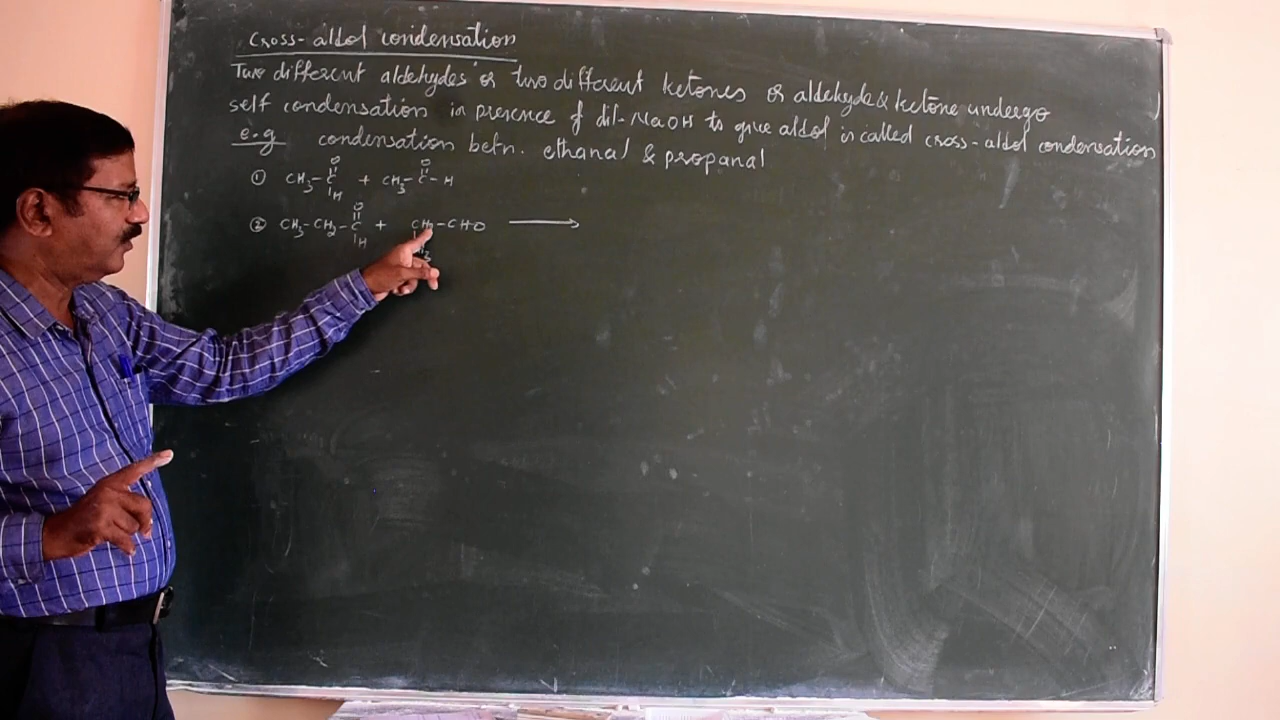 cross-aldol condensation
Two different aldehydes or two different ketones or aldehyde & ketone undergo
self condensation in presence of dil-NaOH to give aldol is called cross-aldol condensation
e.g condensation betn. ethanal & propanal
① CH₃-C(=O)-H + CH₃-C(=O)-H
② CH₃-CH₂-C(=O)-H + CH₂-CHO ⟶